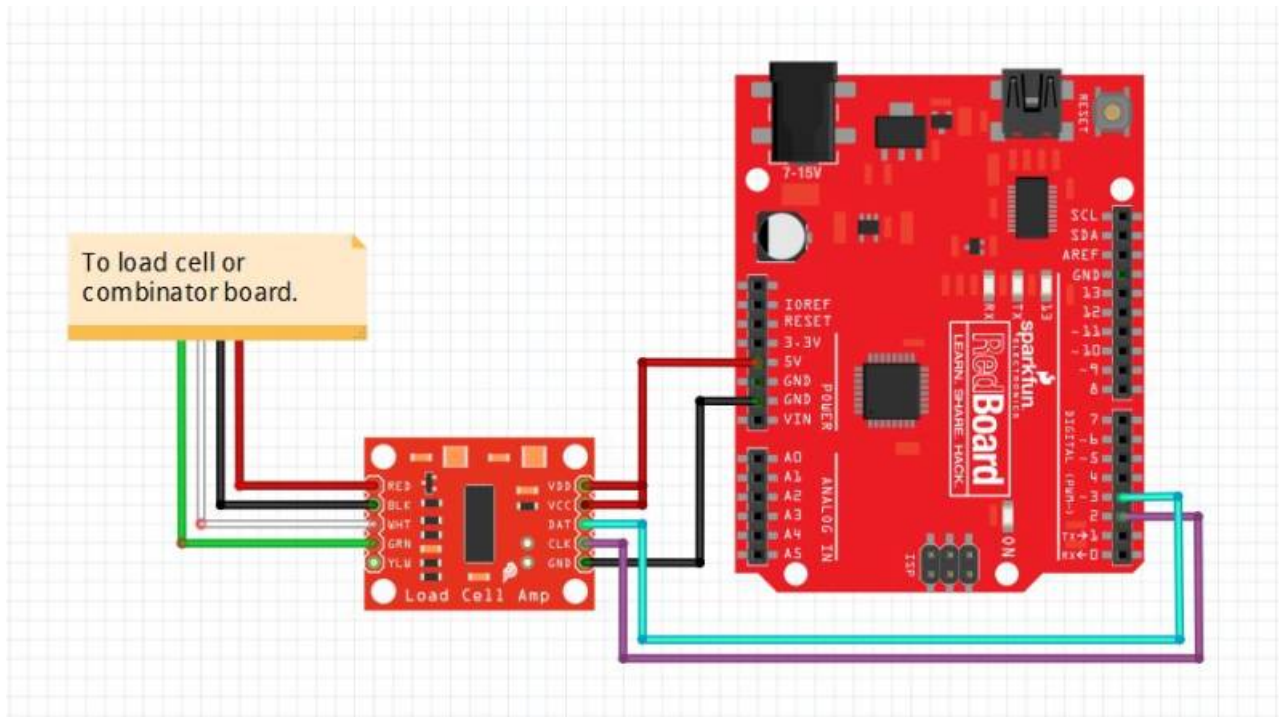 To load cell or
combinator board.
RED
BLK
WHT
GRN
YLW
VDD
VCC
DAT
CLK
GND
Load Cell Amp
7-15V
RESET
IOREF
RESET
3.3V
5V
GND
GND
VIN
POWER
A0
A1
A2
A3
A4
A5
ANALOG IN
SCL
SDA
AREF
GND
13
12
~11
~10
~9
8
7
~6
~5
4
~3
2
TX→1
RX←0
DIGITAL (PWM~)
RX
TX
13
sparkfun
ELECTRONICS
RedBoard
LEARN. SHARE. HACK.
ISP
ON